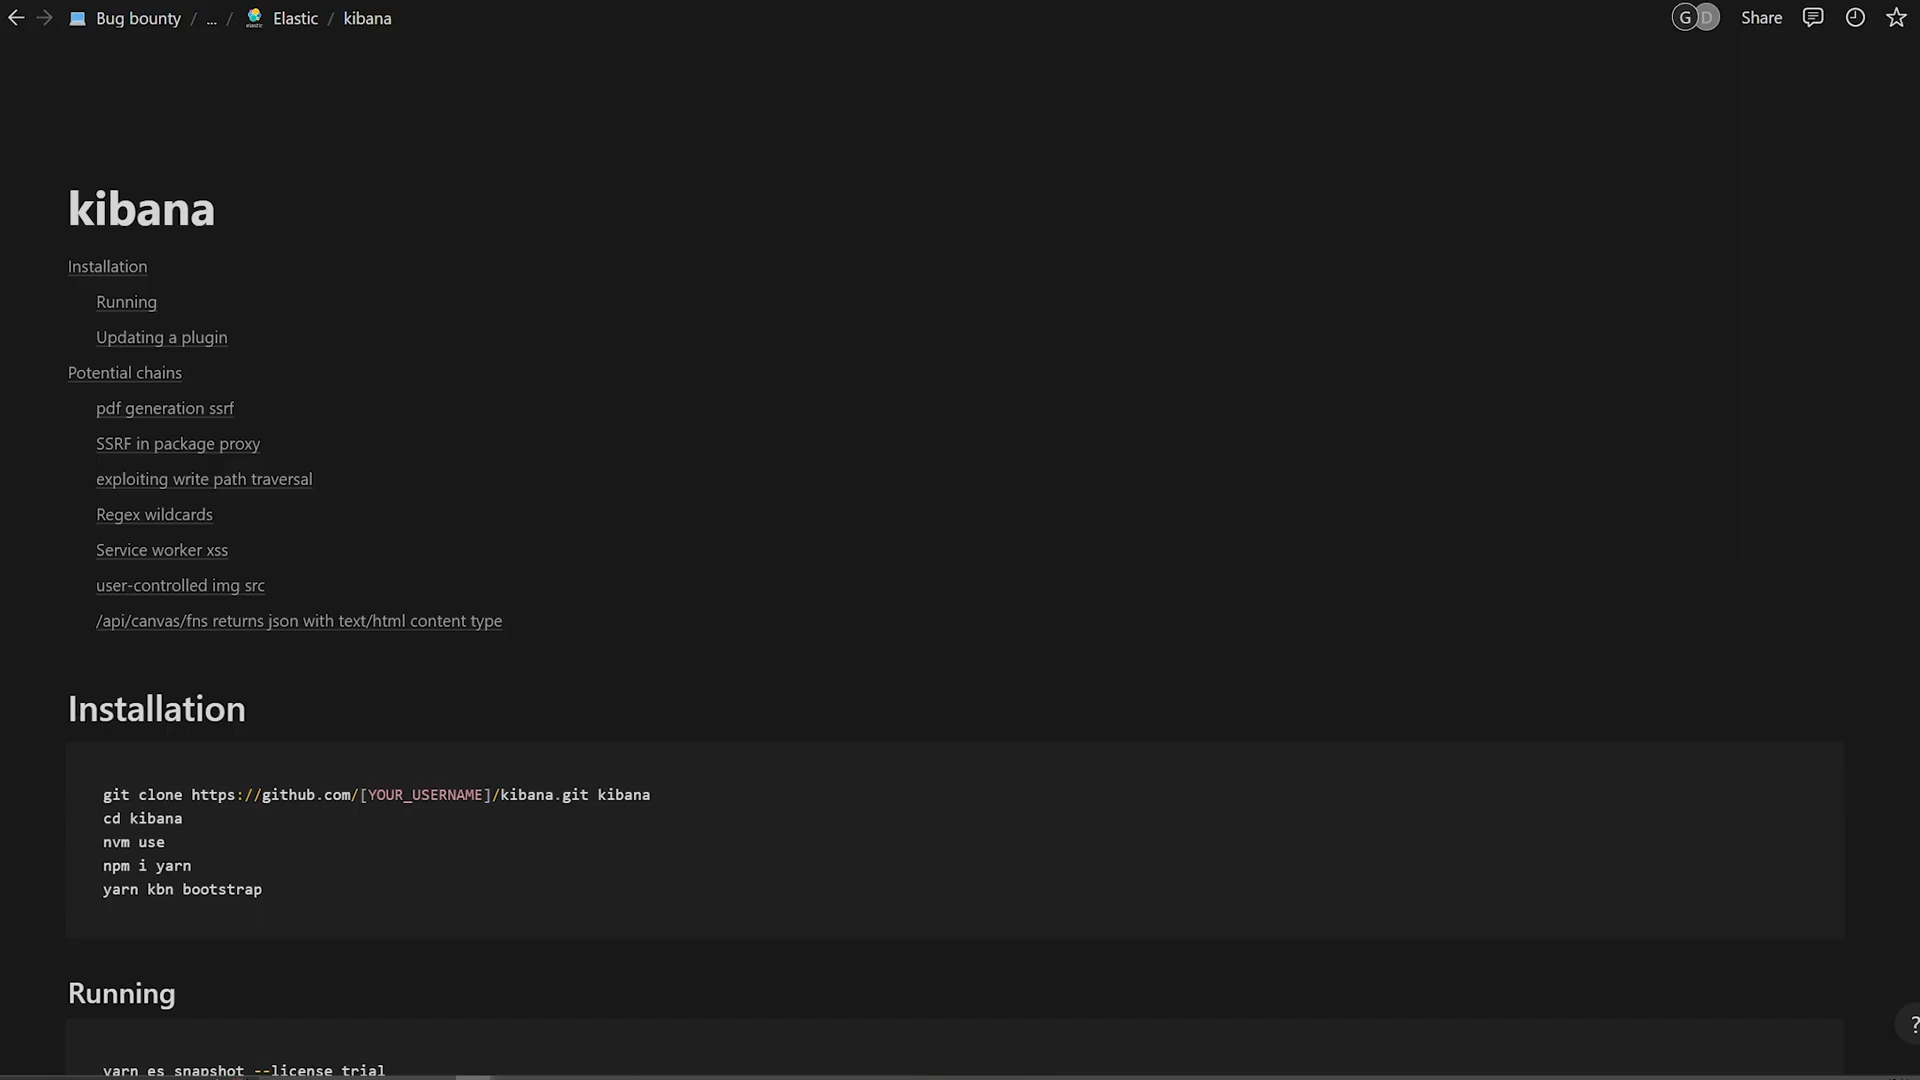 Bug bounty / ... / Elastic / kibana
G D Share
kibana
Installation
Running
Updating a plugin
Potential chains
pdf generation ssrf
SSRF in package proxy
exploiting write path traversal
Regex wildcards
Service worker xss
user-controlled img src
/api/canvas/fns returns json with text/html content type
Installation
git clone https://github.com/[YOUR_USERNAME]/kibana.git kibana
cd kibana
nvm use
npm i yarn
yarn kbn bootstrap
Running
?
yarn es snapshot --license trial